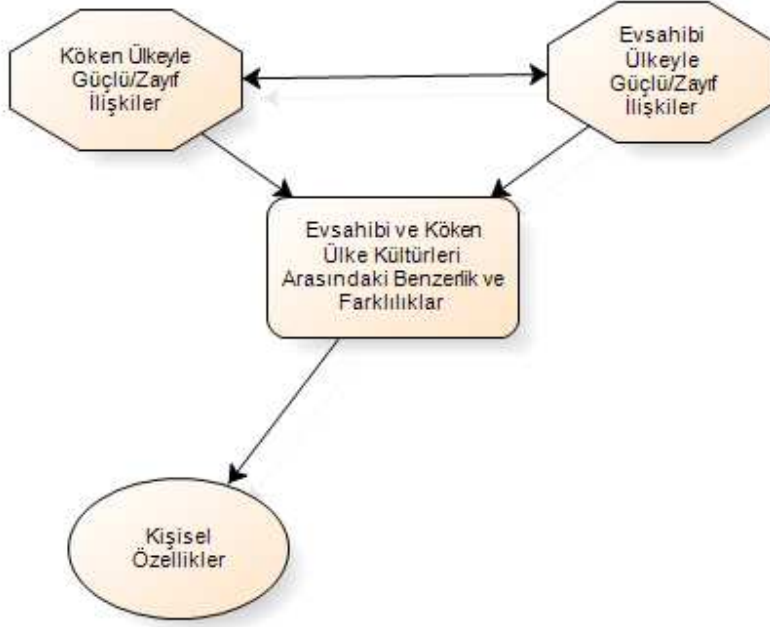 Köken Ülkeyle
Güçlü/Zayıf
İlişkiler
Evsahibi
Ülkeyle
Güçlü/Zayıf
İlişkiler
Evsahibi ve Köken
Ülke Kültürleri
Arasındaki Benzerlik ve
Farklılıklar
Kişisel
Özellikler